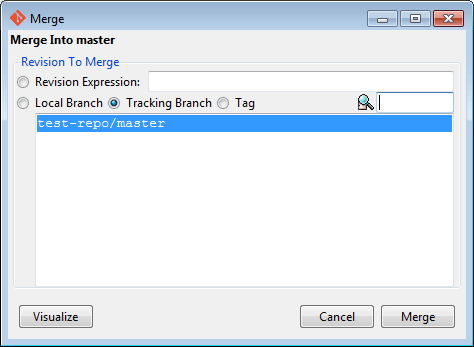 Merge
Merge Into master
Revision To Merge
Revision Expression:
Local Branch Tracking Branch Tag
test-repo/master
Visualize Cancel Merge